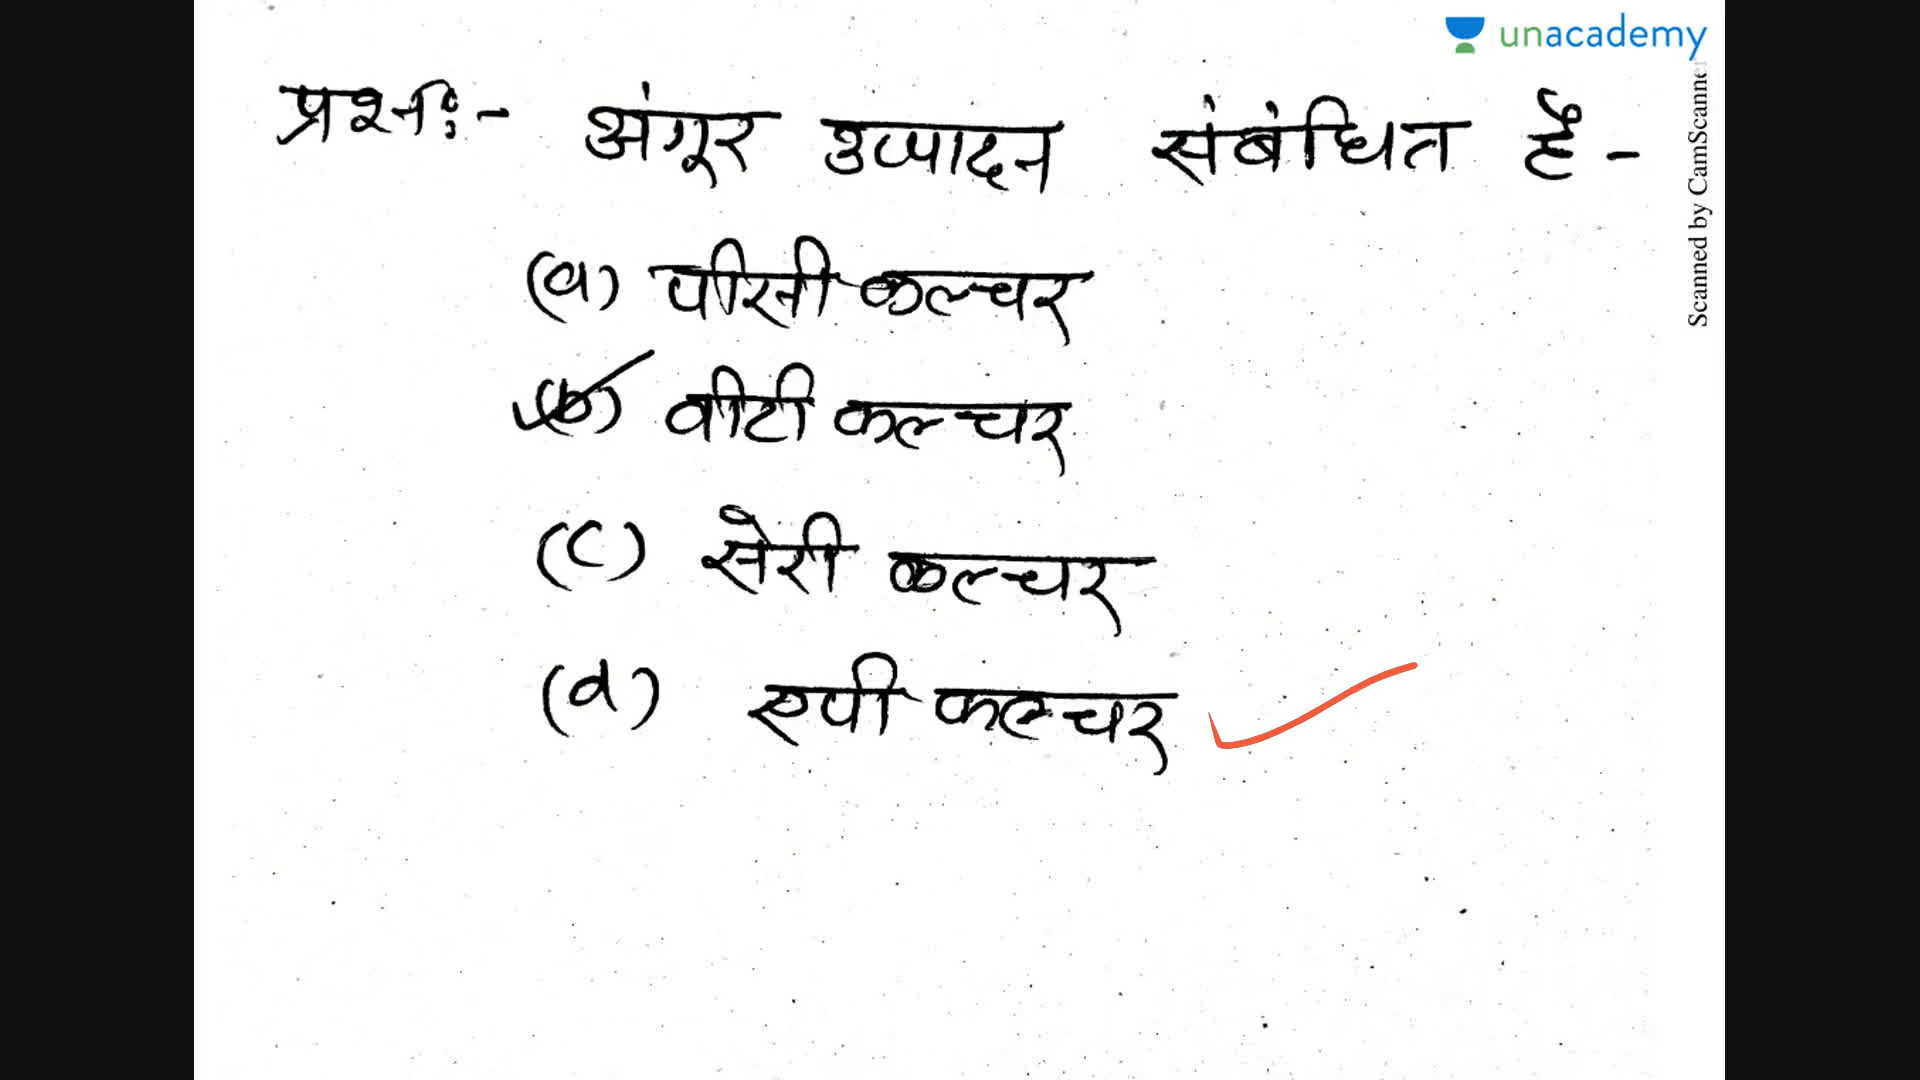 unacademy
प्रश्न:- अंगूर उत्पादन संबंधित है -
(a) पीसी कल्चर
(b) वीटी कल्चर
(c) सेरी कल्चर
(d) एपी कल्चर
Scanned by CamScanner